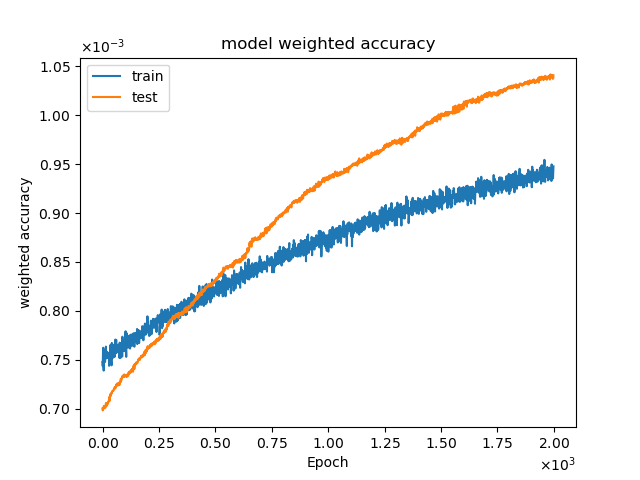 model weighted accuracy
×10⁻³
1.05
1.00
0.95
0.90
0.85
0.80
0.75
0.70
weighted accuracy
train
test
0.00 0.25 0.50 0.75 1.00 1.25 1.50 1.75 2.00
Epoch
×10³